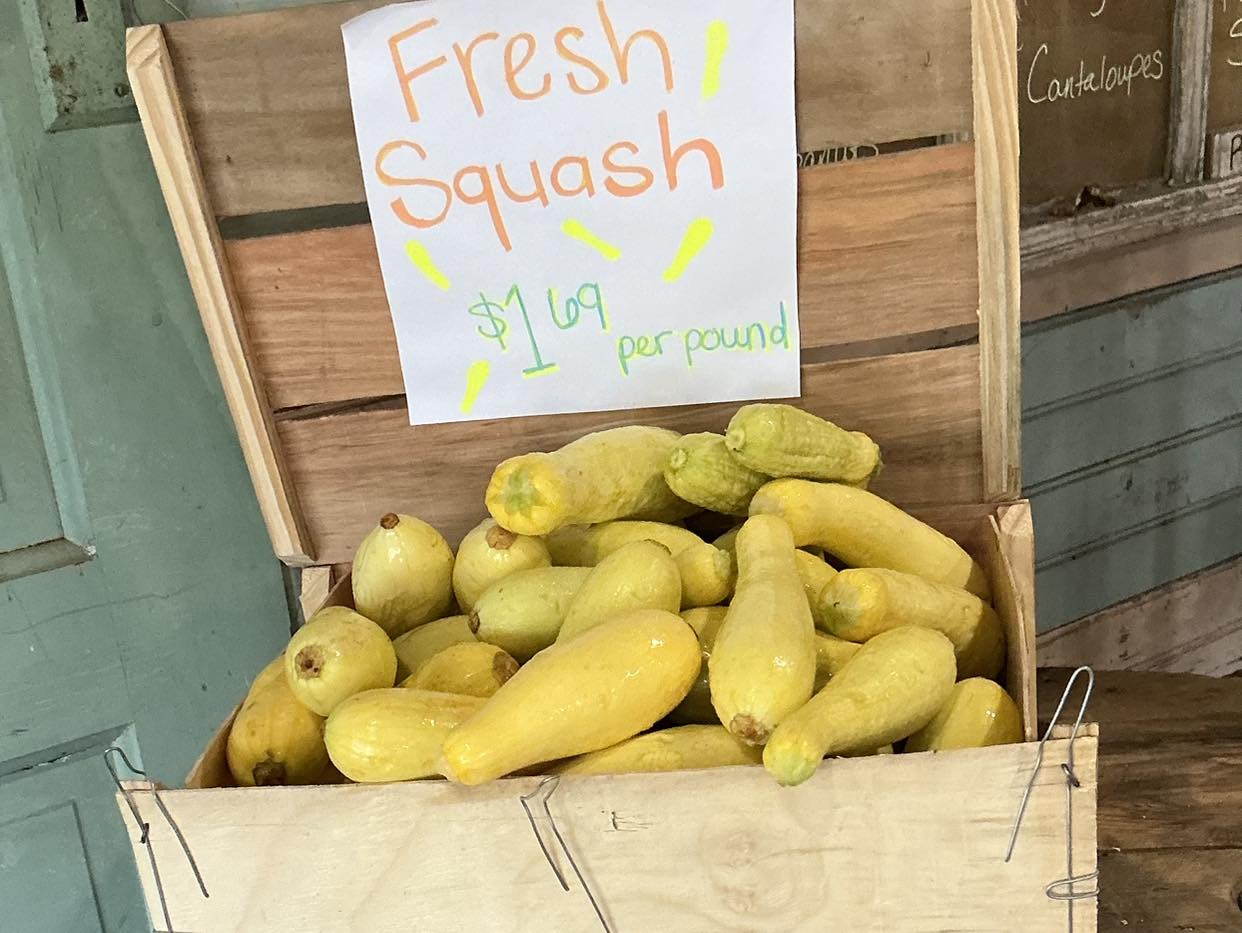 Fresh!
Squash
$1 69 per pound
Cantaloupes